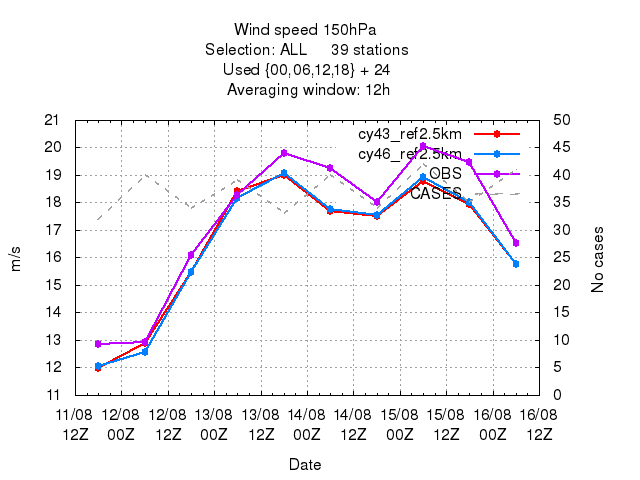 Wind speed 150hPa
Selection: ALL 39 stations
Used {00,06,12,18} + 24
Averaging window: 12h
cy43_ref2.5km
cy46_ref2.5km
OBS
CASES
21
20
19
18
17
16
15
14
13
12
11
m/s
50
45
40
35
30
25
20
15
10
5
0
No cases
11/08 12/08 12/08 13/08 13/08 14/08 14/08 15/08 15/08 16/08 16/08
12Z 00Z 12Z 00Z 12Z 00Z 12Z 00Z 12Z 00Z 12Z
Date